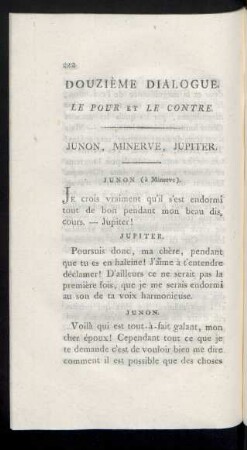 222
DOUZIÈME DIALOGUE.
LE POUR ET LE CONTRE.
JUNON, MINERVE, JUPITER.
JUNON (à Minerve).
JE crois vraiment qu'il s'est endormi
tout de bon pendant mon beau dis-
cours. — Jupiter!
JUPITER.
Poursuis donc, ma chère, pendant
que tu es en haleine! J'aime à t'entendre
déclamer! D'ailleurs ce ne serait pas la
première fois, que je me serais endormi
au son de ta voix harmonieuse.
JUNON.
Voilà qui est tout-à-fait galant, mon
cher époux! Cependant tout ce que je
te demande c'est de vouloir bien me dire
comment il est possible que des choses